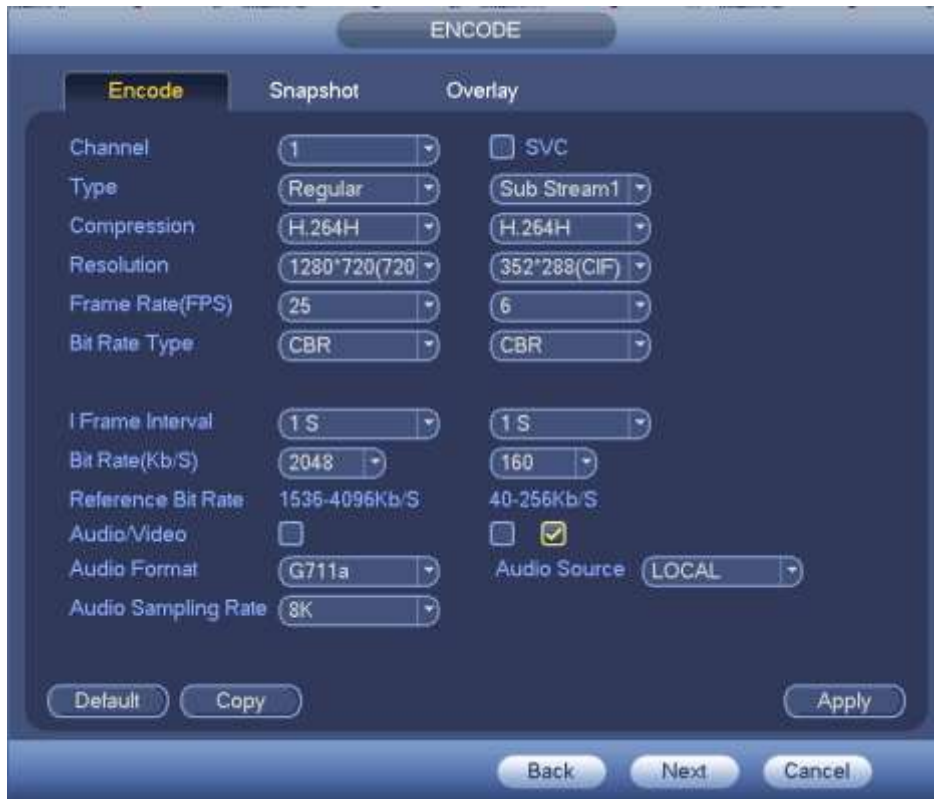 ENCODE
Encode Snapshot Overlay
Channel 1 SVC
Type Regular Sub Stream1
Compression H.264H H.264H
Resolution 1280*720(720 352*288(CIF)
Frame Rate(FPS) 25 6
Bit Rate Type CBR CBR
I Frame Interval 1 S 1 S
Bit Rate(Kb/S) 2048 160
Reference Bit Rate 1536-4096Kb/S 40-256Kb/S
Audio/Video
Audio Format G711a Audio Source LOCAL
Audio Sampling Rate 8K
Default Copy Apply
Back Next Cancel